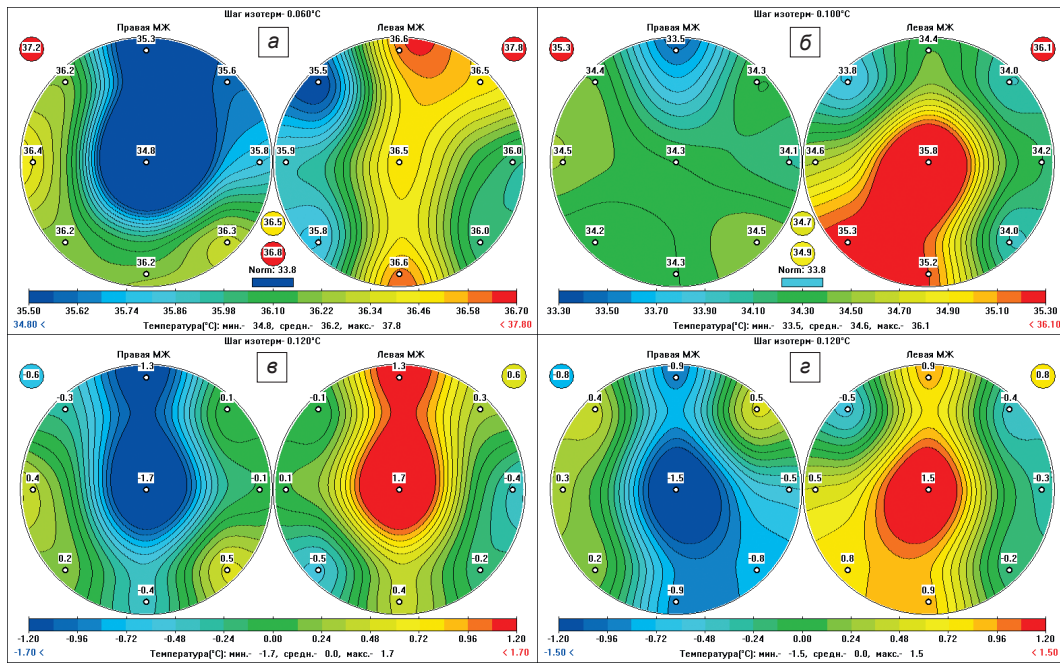 Шаг изотерм- 0.060°C
Правая МЖ
Левая МЖ
а
37.2
35.3
36.6
37.8
36.2
35.6
35.5
36.5
36.4
34.8
35.8
35.9
36.5
36.0
36.2
36.3
35.8
36.0
36.5
36.2
36.8
36.5
Norm: 33.8
35.50 35.62 35.74 35.86 35.98 36.10 36.22 36.34 36.46 36.58 36.70
34.80 < < 37.80
Температура(°C): мин.- 34.8, средн.- 36.2, макс.- 37.8
Шаг изотерм- 0.100°C
Правая МЖ
Левая МЖ
б
35.3
33.5
34.4
36.1
34.4
34.3
33.8
34.0
34.5
34.3
34.1
34.6
35.8
34.2
34.2
34.5
35.3
34.0
34.7
34.3
34.9
35.2
Norm: 33.8
33.30 33.50 33.70 33.90 34.10 34.30 34.50 34.70 34.90 35.10 35.30
< 36.10
Температура(°C): мин.- 33.5, средн.- 34.6, макс.- 36.1
Шаг изотерм- 0.120°C
Правая МЖ
Левая МЖ
в
-0.6
-1.3
1.3
0.6
-0.3
0.1
-0.1
0.3
0.4
-1.7
-0.1
0.1
1.7
-0.4
0.2
0.5
-0.5
-0.2
-0.4
0.4
-1.20 -0.96 -0.72 -0.48 -0.24 0.00 0.24 0.48 0.72 0.96 1.20
-1.70 < < 1.70
Температура(°C): мин.- -1.7, средн.- 0.0, макс.- 1.7
Шаг изотерм- 0.120°C
Правая МЖ
Левая МЖ
г
-0.8
-0.9
0.9
0.8
0.4
0.5
-0.5
-0.4
0.3
-1.5
-0.5
0.5
1.5
-0.3
0.2
-0.8
0.8
-0.2
-0.9
0.9
-1.20 -0.96 -0.72 -0.48 -0.24 0.00 0.24 0.48 0.72 0.96 1.20
-1.50 < < 1.50
Температура(°C): мин.- -1.5, средн.- 0.0, макс.- 1.5